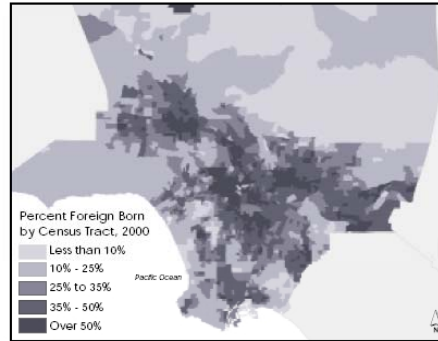 Percent Foreign Born
by Census Tract, 2000
Less than 10%
10% - 25%
25% to 35%
35% - 50%
Over 50%
Pacific Ocean
N